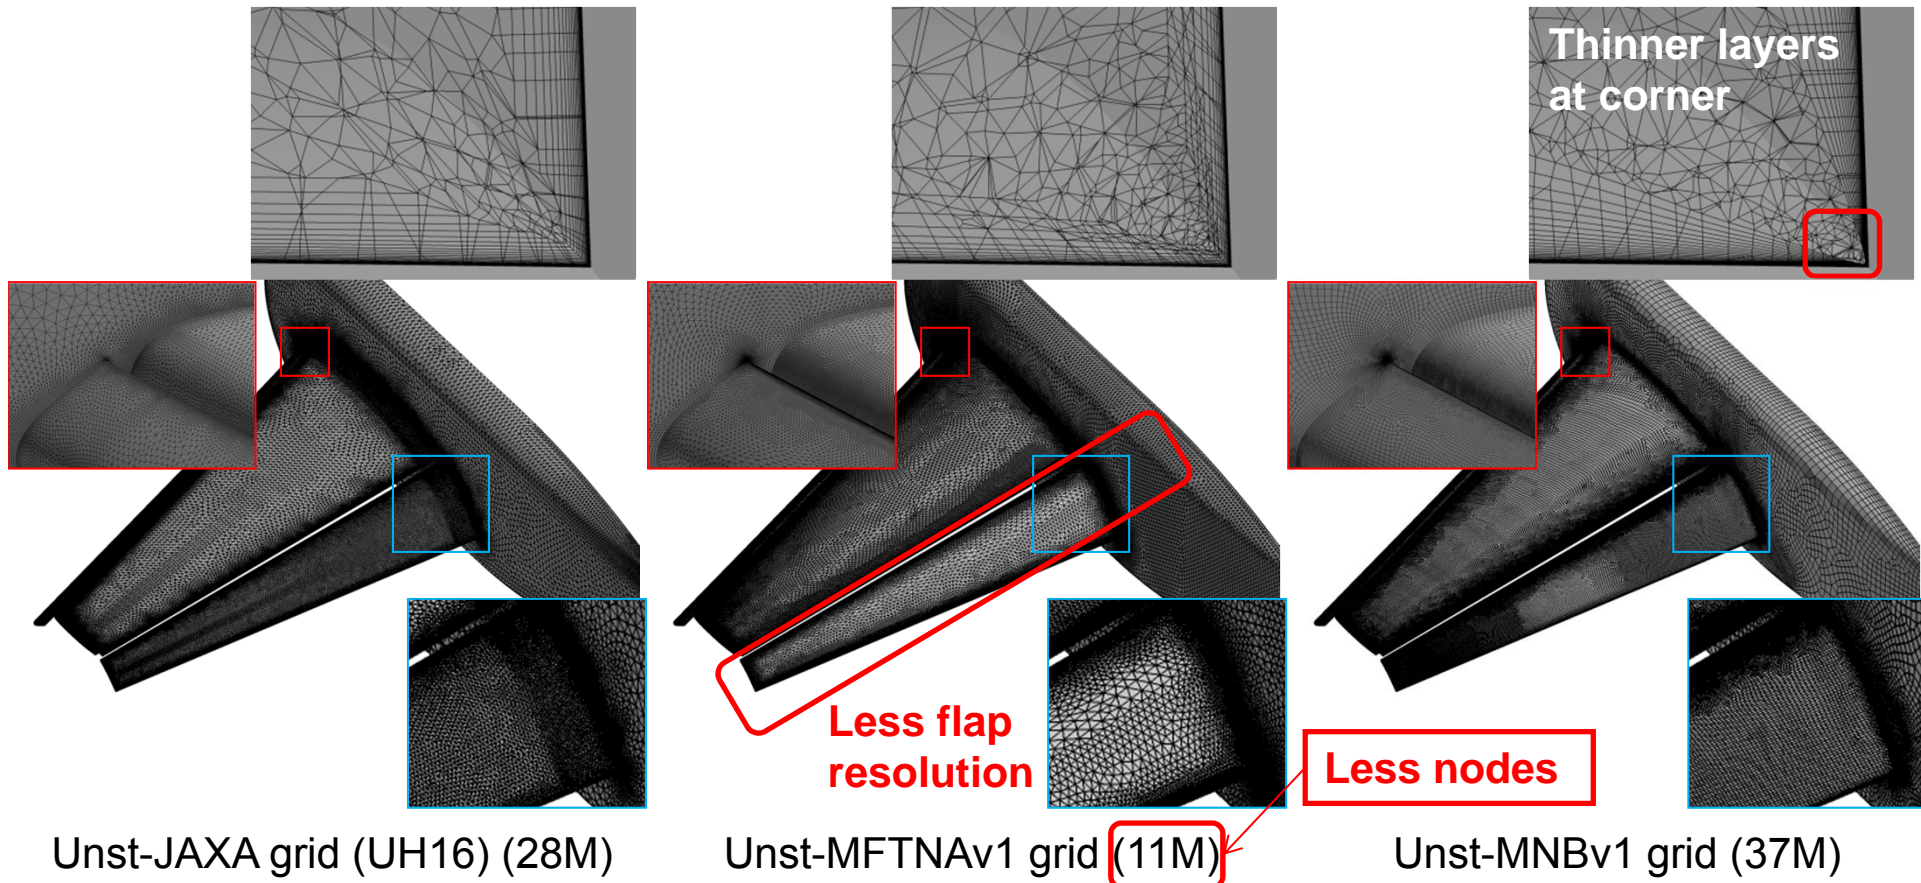 Thinner layers
at corner
Less flap
resolution
Less nodes
Unst-JAXA grid (UH16) (28M)
Unst-MFTNAv1 grid (11M)
Unst-MNBv1 grid (37M)